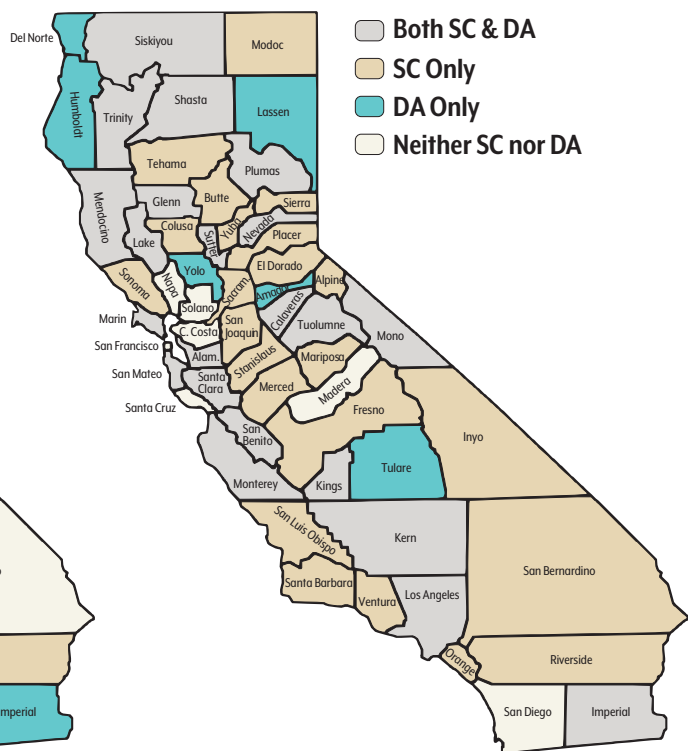 Both SC & DA
SC Only
DA Only
Neither SC nor DA
Del Norte
Siskiyou
Modoc
Humboldt
Trinity
Shasta
Lassen
Tehama
Plumas
Mendocino
Glenn
Butte
Sierra
Colusa
Lake
Sutter
Yuba
Nevada
Placer
Yolo
El Dorado
Sonoma
Napa
Sacram.
Amador
Alpine
Solano
Calaveras
Marin
C. Costa
San
Joaquin
Tuolumne
Mono
San Francisco
Alam.
Stanislaus
Mariposa
San Mateo
Santa
Clara
Merced
Madera
Santa Cruz
Fresno
San
Benito
Inyo
Tulare
Monterey
Kings
San Luis Obispo
Kern
San Bernardino
Santa Barbara
Ventura
Los Angeles
Orange
Riverside
San Diego
Imperial
mperial